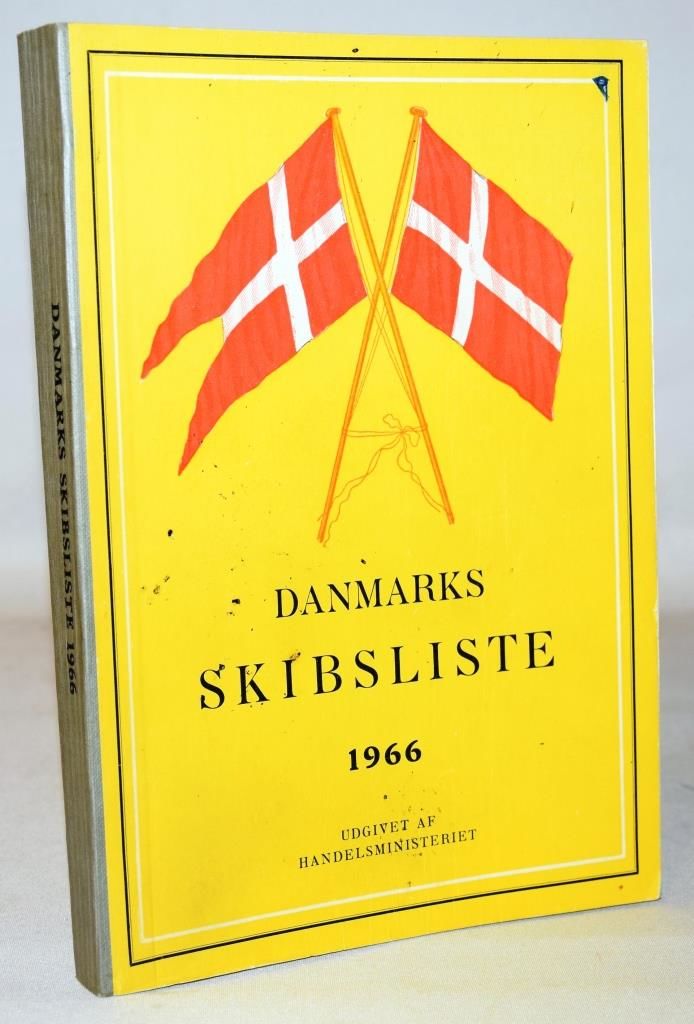 DANMARKS SKIBSLISTE 1966
DANMARKS
SKIBSLISTE
1966
UDGIVET AF
HANDELSMINISTERIET